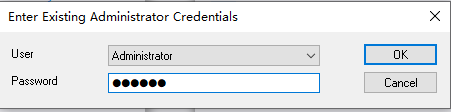 Enter Existing Administrator Credentials
User Administrator OK
Password ●●●●●● Cancel